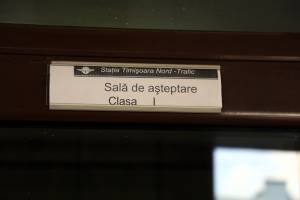 Stația Timișoara Nord -Trafic
Sală de așteptare
Clasa I